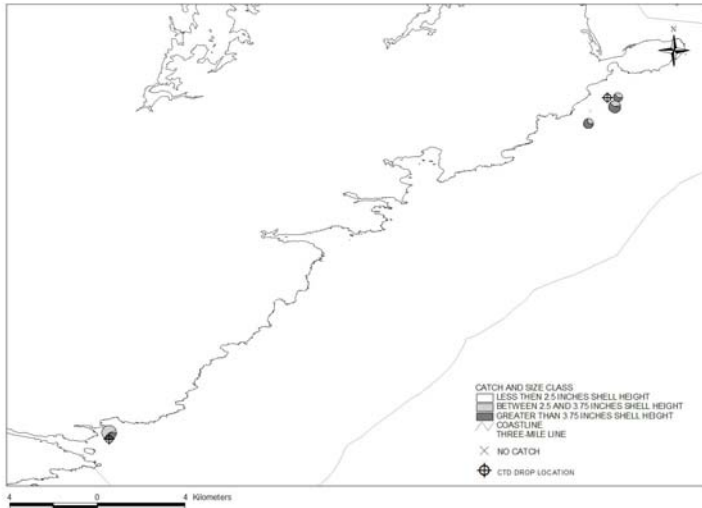 N
CATCH AND SIZE CLASS
LESS THEN 2.5 INCHES SHELL HEIGHT
BETWEEN 2.5 AND 3.75 INCHES SHELL HEIGHT
GREATER THAN 3.75 INCHES SHELL HEIGHT
COASTLINE
THREE-MILE LINE
NO CATCH
CTD DROP LOCATION
4 0 4 Kilometers